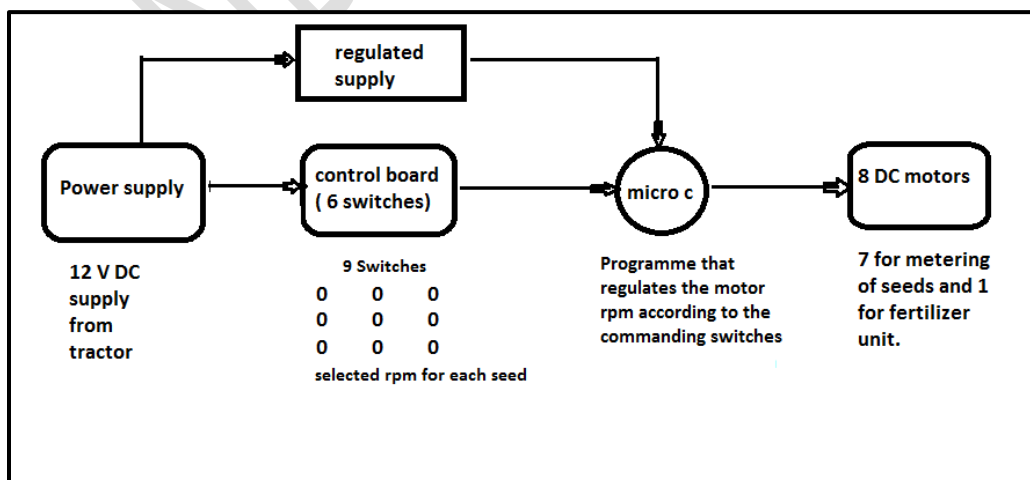 regulated
supply
Power supply
control board
( 6 switches)
micro c
8 DC motors
12 V DC
supply
from
tractor
9 Switches
0 0 0
0 0 0
0 0 0
selected rpm for each seed
Programme that
regulates the motor
rpm according to the
commanding switches
7 for metering
of seeds and 1
for fertilizer
unit.